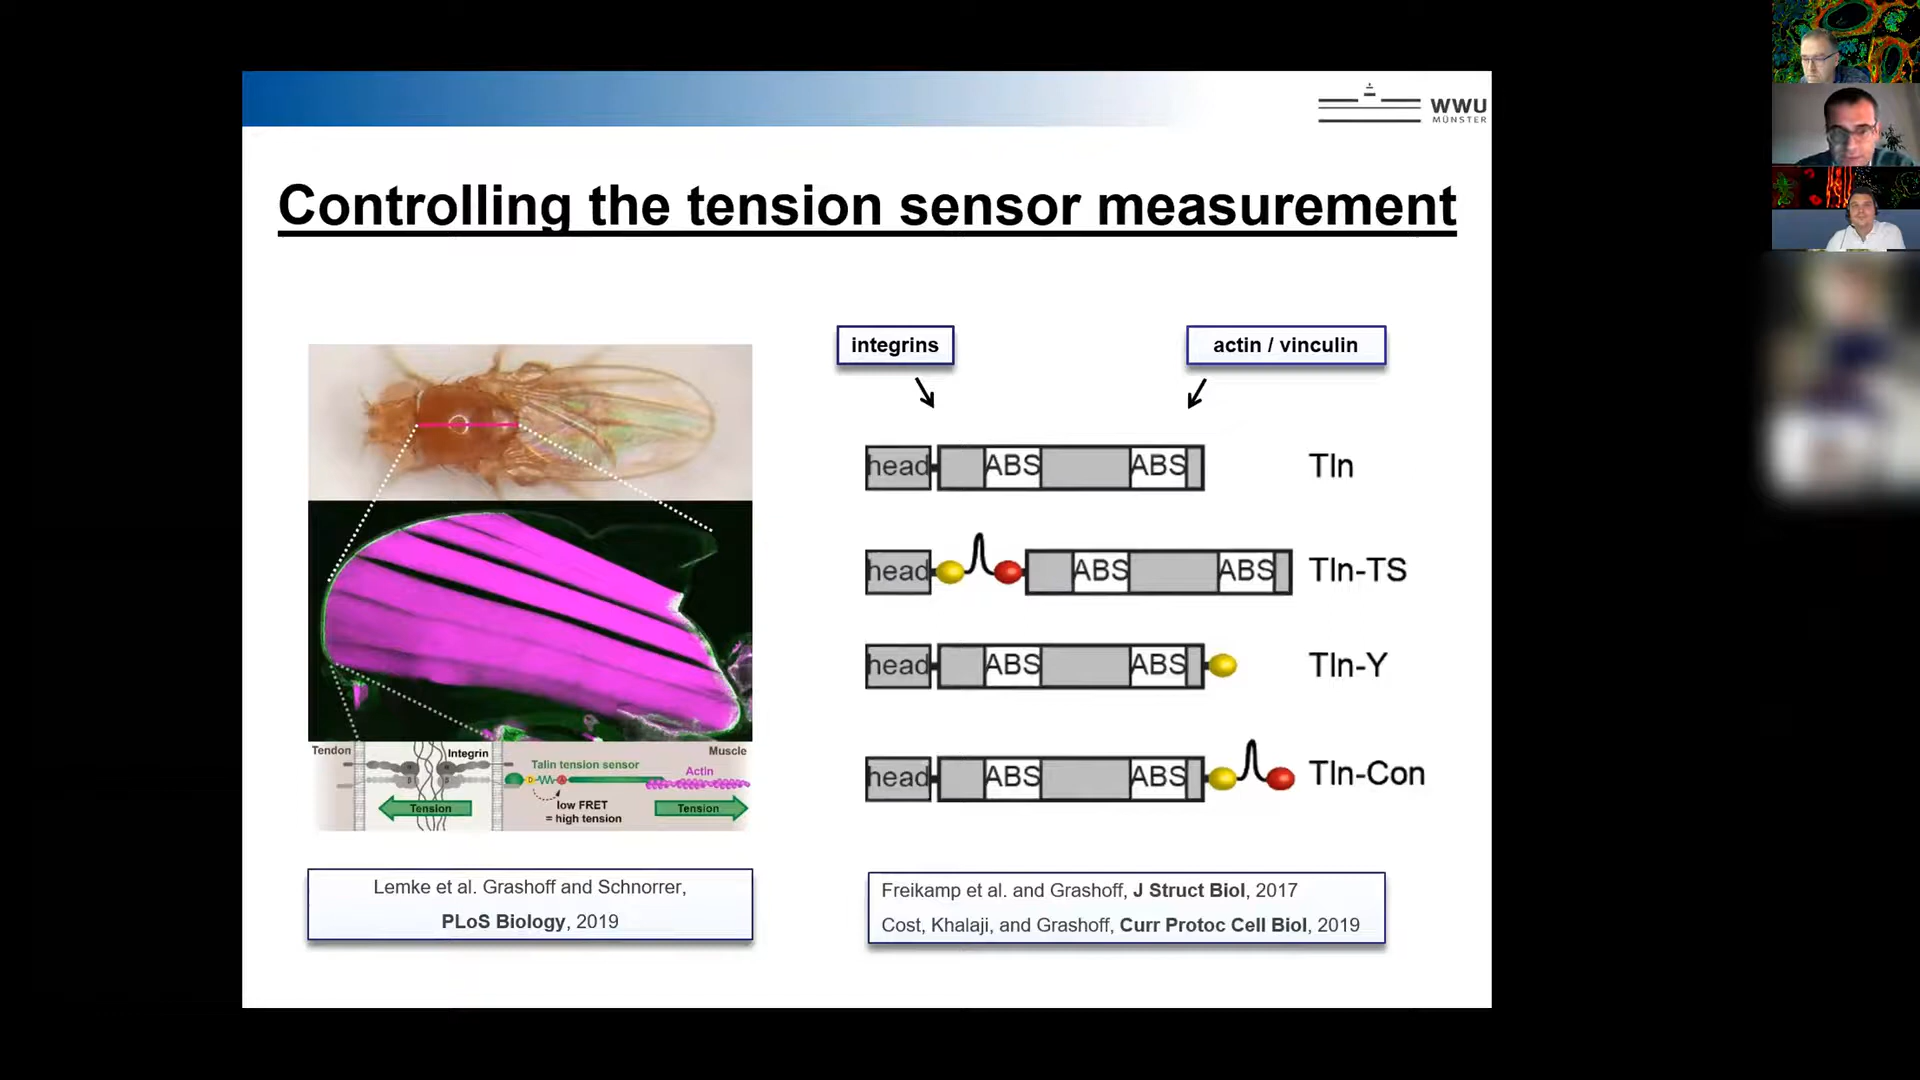 WWU
MÜNSTER
Controlling the tension sensor measurement
integrins
actin / vinculin
head ABS ABS Tln
head ABS ABS Tln-TS
head ABS ABS Tln-Y
head ABS ABS Tln-Con
Tendon Integrin Muscle
Talin tension sensor
Actin
D A
low FRET
= high tension
Tension
Tension
Lemke et al. Grashoff and Schnorrer,
PLoS Biology, 2019
Freikamp et al. and Grashoff, J Struct Biol, 2017
Cost, Khalaji, and Grashoff, Curr Protoc Cell Biol, 2019